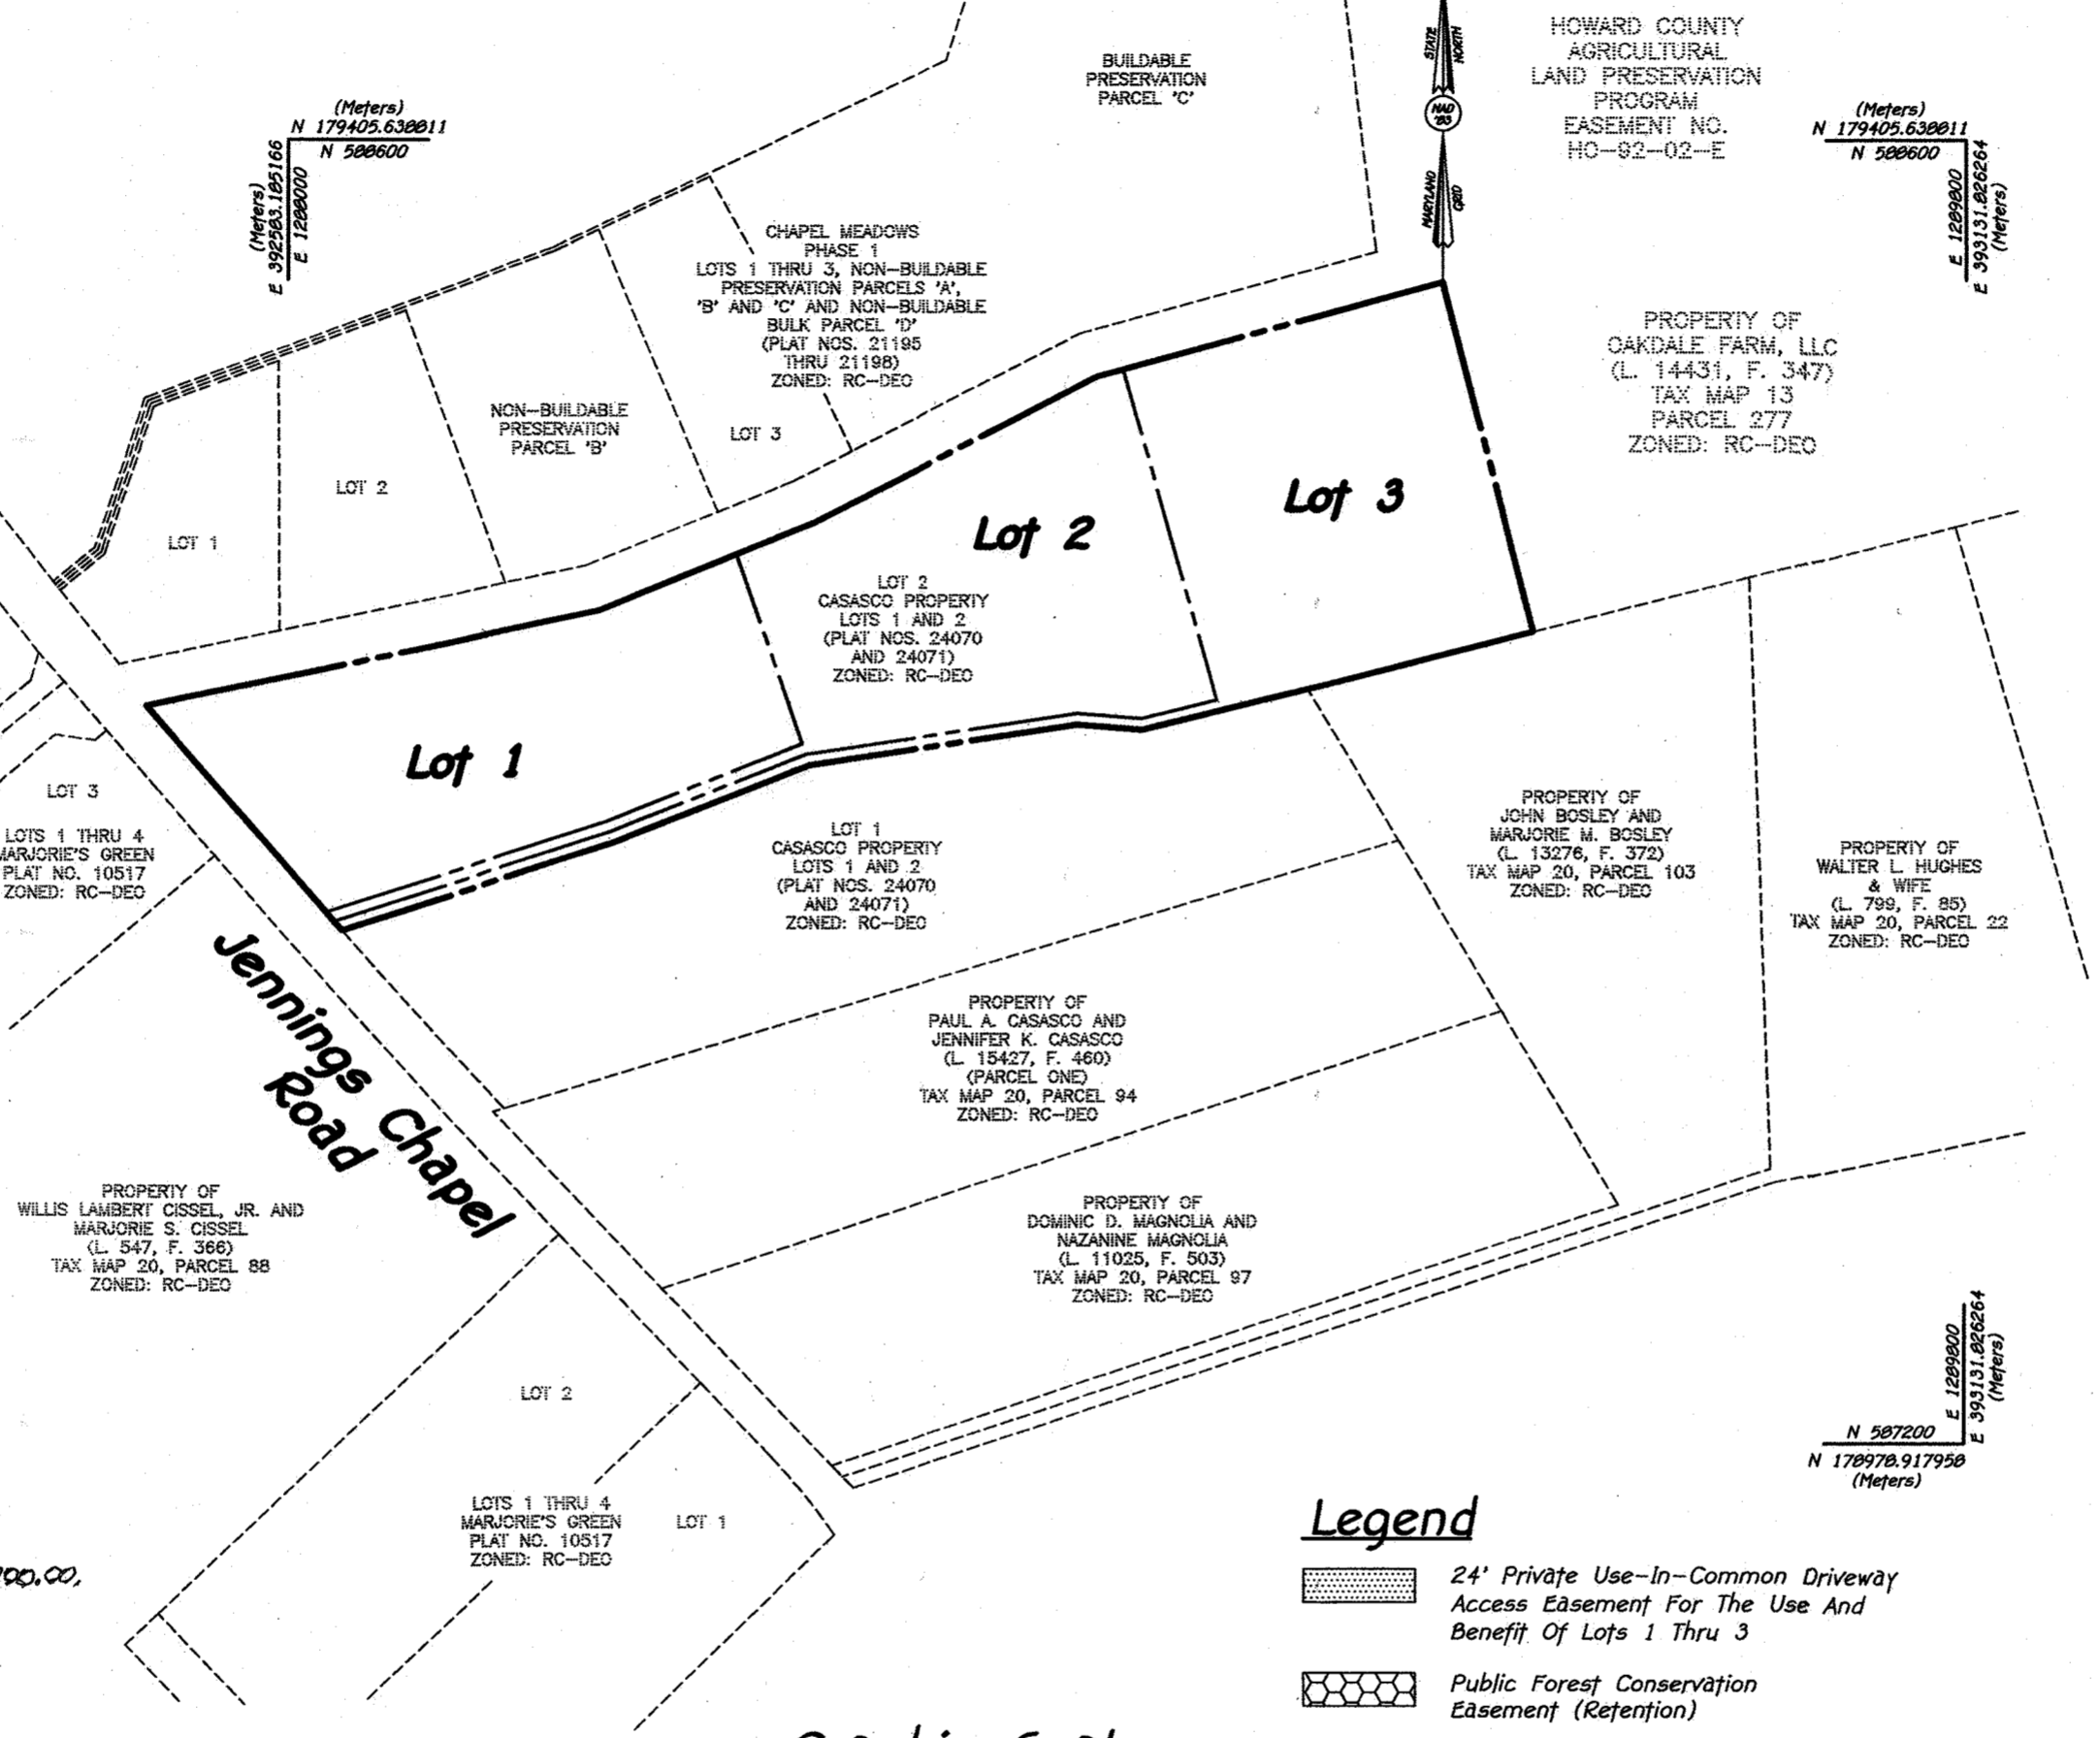 (Meters)
N 179405.630811
N 588600
(Meters)
E 392583.185166
E 1288000
BUILDABLE
PRESERVATION
PARCEL 'C'
STATE
NORTH
NAD
'83
MARYLAND
GRID
HOWARD COUNTY
AGRICULTURAL
LAND PRESERVATION
PROGRAM
EASEMENT NO.
HO-92-02-E
(Meters)
N 179405.630811
N 588600
E 1289800
E 393131.826264
(Meters)
CHAPEL MEADOWS
PHASE 1
LOTS 1 THRU 3, NON-BUILDABLE
PRESERVATION PARCELS 'A',
'B' AND 'C' AND NON-BUILDABLE
BULK PARCEL 'D'
(PLAT NOS. 21195
THRU 21198)
ZONED: RC-DEO
PROPERTY OF
OAKDALE FARM, LLC
(L. 14431, F. 347)
TAX MAP 13
PARCEL 277
ZONED: RC-DEO
NON-BUILDABLE
PRESERVATION
PARCEL 'B'
LOT 3
LOT 2
LOT 1
Lot 3
Lot 2
Lot 1
LOT 2
CASASCO PROPERTY
LOTS 1 AND 2
(PLAT NOS. 24070
AND 24071)
ZONED: RC-DEO
LOT 3
LOTS 1 THRU 4
MARJORIE'S GREEN
PLAT NO. 10517
ZONED: RC-DEO
LOT 1
CASASCO PROPERTY
LOTS 1 AND 2
(PLAT NOS. 24070
AND 24071)
ZONED: RC-DEO
PROPERTY OF
JOHN BOSLEY AND
MARJORIE M. BOSLEY
(L. 13276, F. 372)
TAX MAP 20, PARCEL 103
ZONED: RC-DEO
PROPERTY OF
WALTER L. HUGHES
& WIFE
(L. 799, F. 85)
TAX MAP 20, PARCEL 22
ZONED: RC-DEO
Jennings Chapel
Road
PROPERTY OF
PAUL A. CASASCO AND
JENNIFER K. CASASCO
(L. 15427, F. 460)
(PARCEL ONE)
TAX MAP 20, PARCEL 94
ZONED: RC-DEO
PROPERTY OF
WILLIS LAMBERT CISSEL, JR. AND
MARJORIE S. CISSEL
(L. 547, F. 366)
TAX MAP 20, PARCEL 88
ZONED: RC-DEO
PROPERTY OF
DOMINIC D. MAGNOLIA AND
NAZANINE MAGNOLIA
(L. 11025, F. 503)
TAX MAP 20, PARCEL 97
ZONED: RC-DEO
LOT 2
LOTS 1 THRU 4
MARJORIE'S GREEN
PLAT NO. 10517
ZONED: RC-DEO
LOT 1
E 1289800
E 393131.826264
(Meters)
N 587200
N 178978.917950
(Meters)
Legend
24' Private Use-In-Common Driveway
Access Easement For The Use And
Benefit Of Lots 1 Thru 3
Public Forest Conservation
Easement (Retention)